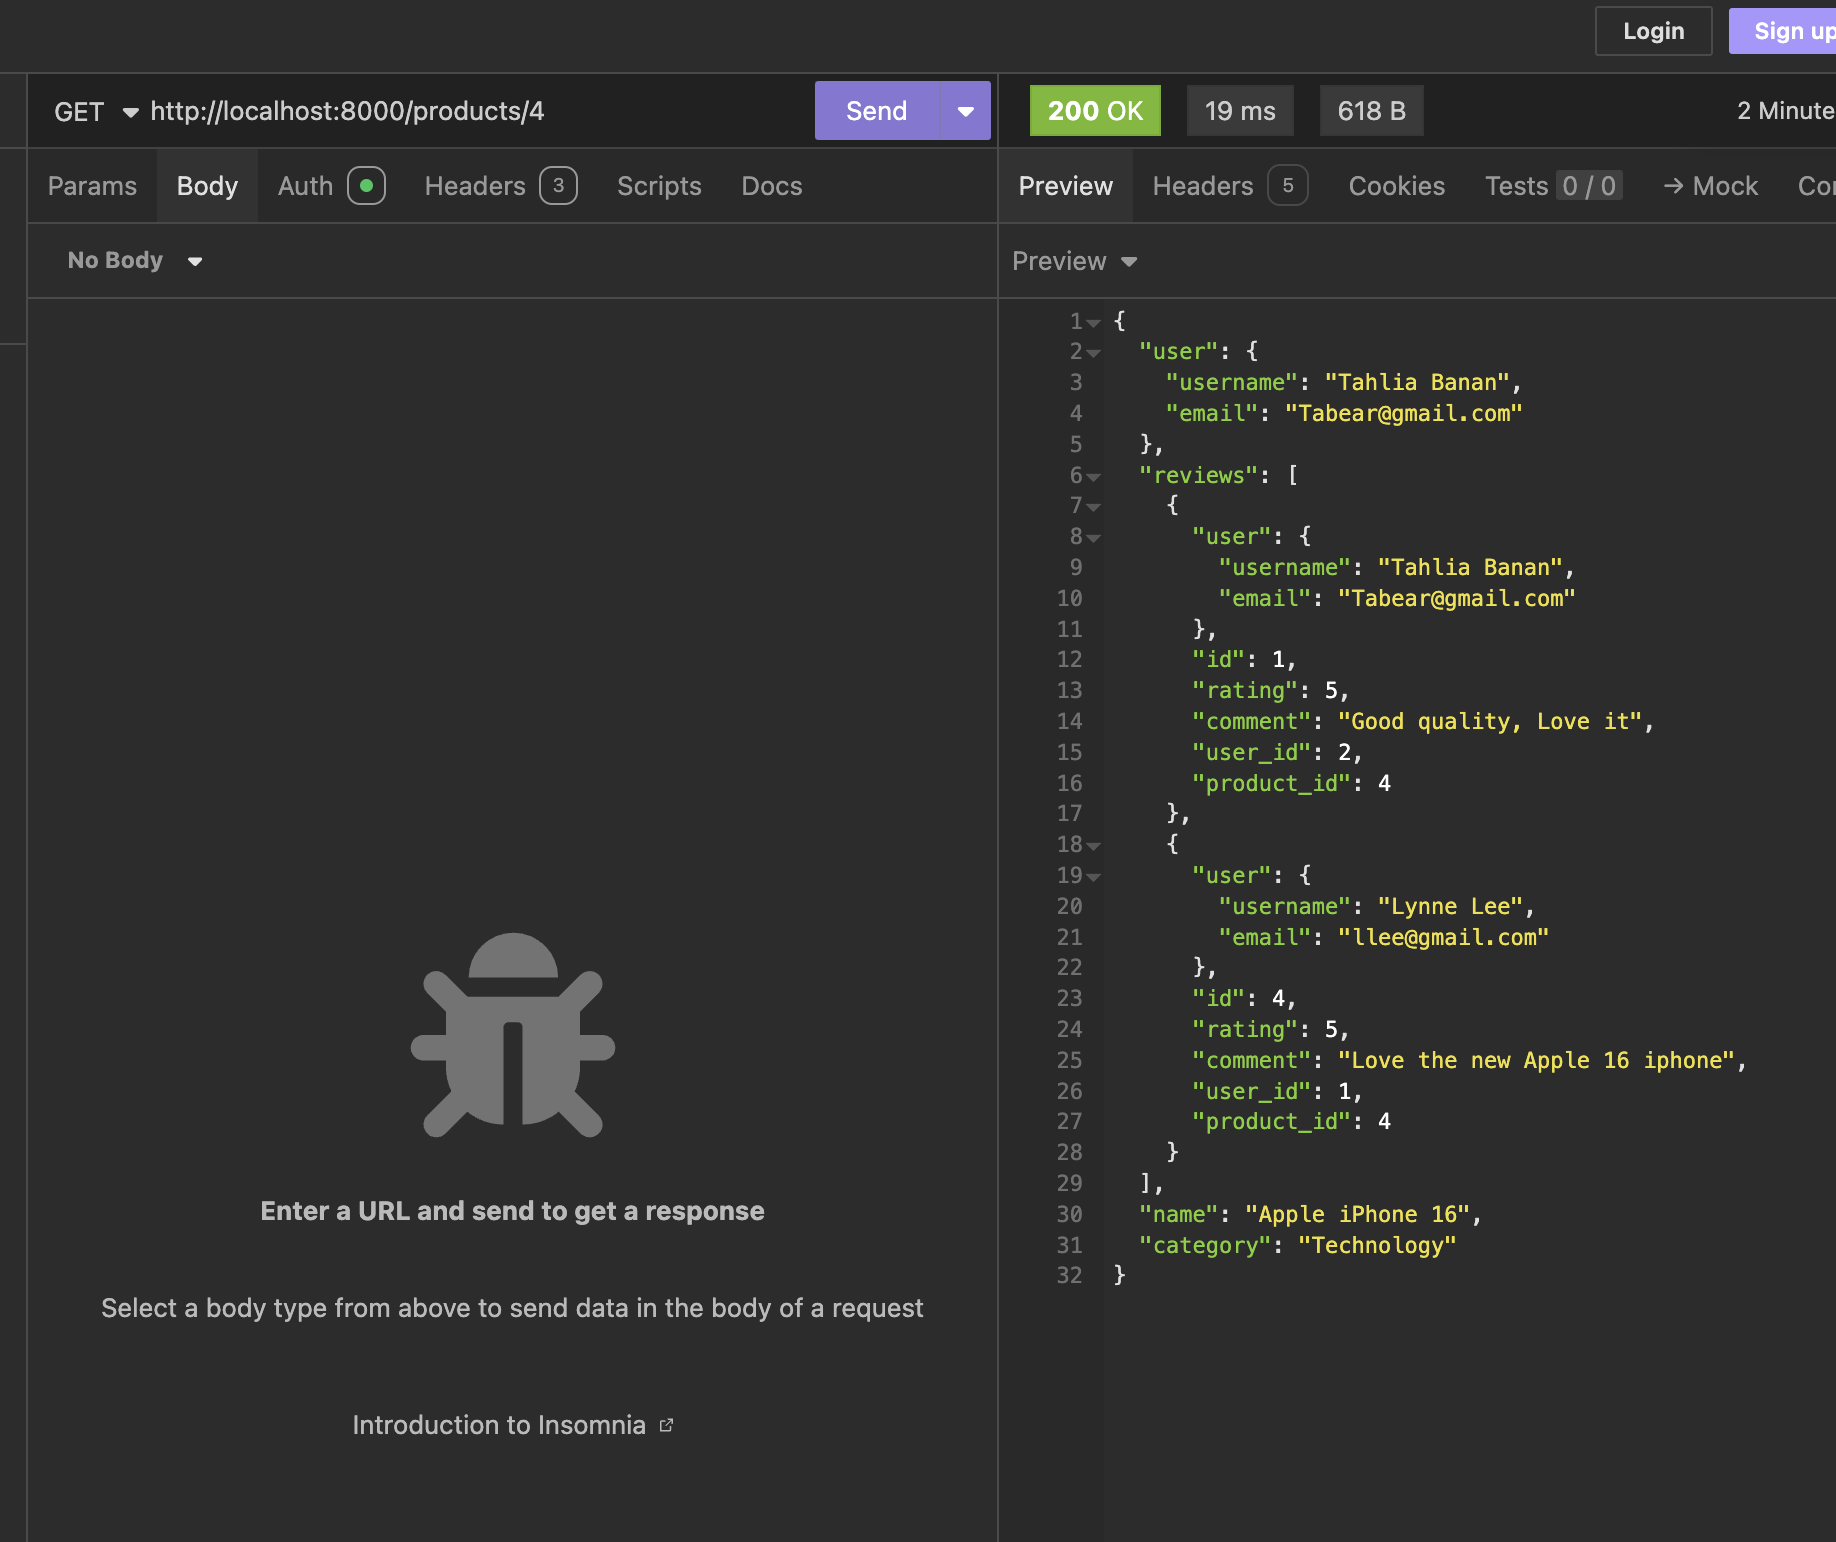 Login
Sign up
GET http://localhost:8000/products/4
Send
200 OK
19 ms
618 B
2 Minute
Params Body Auth Headers 3 Scripts Docs
Preview Headers 5 Cookies Tests 0 / 0 → Mock
No Body
Preview
1 {
2 "user": {
3 "username": "Tahlia Banan",
4 "email": "Tabear@gmail.com"
5 },
6 "reviews": [
7 {
8 "user": {
9 "username": "Tahlia Banan",
10 "email": "Tabear@gmail.com"
11 },
12 "id": 1,
13 "rating": 5,
14 "comment": "Good quality, Love it",
15 "user_id": 2,
16 "product_id": 4
17 },
18 {
19 "user": {
20 "username": "Lynne Lee",
21 "email": "llee@gmail.com"
22 },
23 "id": 4,
24 "rating": 5,
25 "comment": "Love the new Apple 16 iphone",
26 "user_id": 1,
27 "product_id": 4
28 }
29 ],
30 "name": "Apple iPhone 16",
31 "category": "Technology"
32 }
Enter a URL and send to get a response
Select a body type from above to send data in the body of a request
Introduction to Insomnia